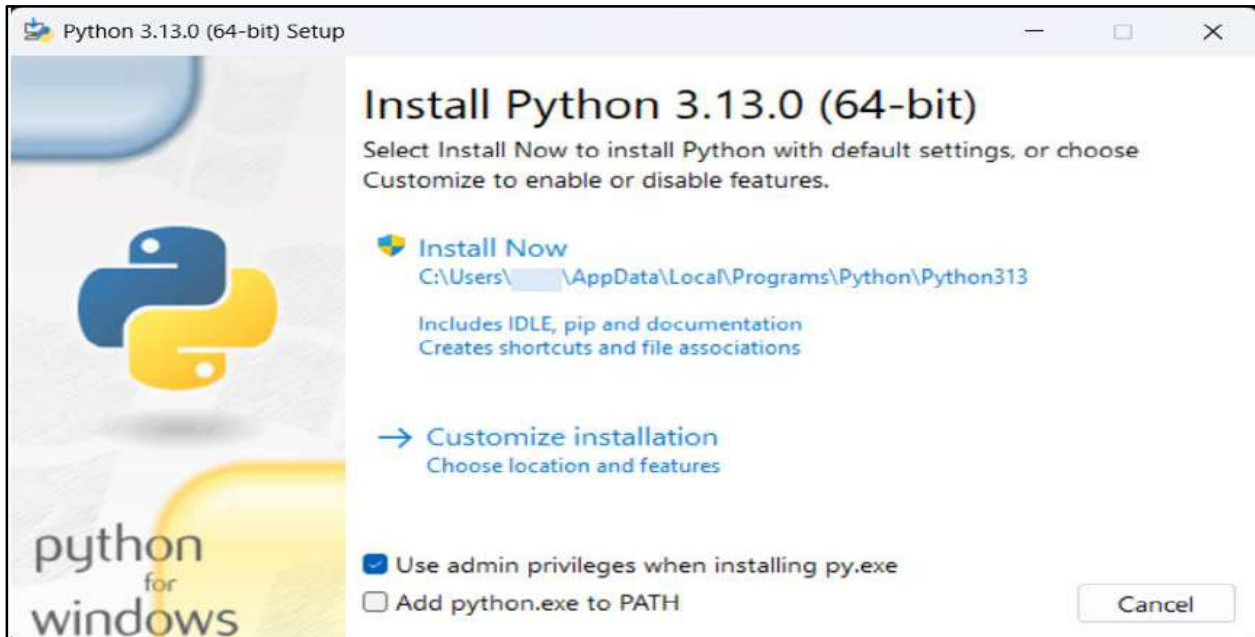 Python 3.13.0 (64-bit) Setup
Install Python 3.13.0 (64-bit)
Select Install Now to install Python with default settings, or choose
Customize to enable or disable features.
Install Now
C:\Users\ \AppData\Local\Programs\Python\Python313
Includes IDLE, pip and documentation
Creates shortcuts and file associations
Customize installation
Choose location and features
python
for
windows
Use admin privileges when installing py.exe
Add python.exe to PATH
Cancel